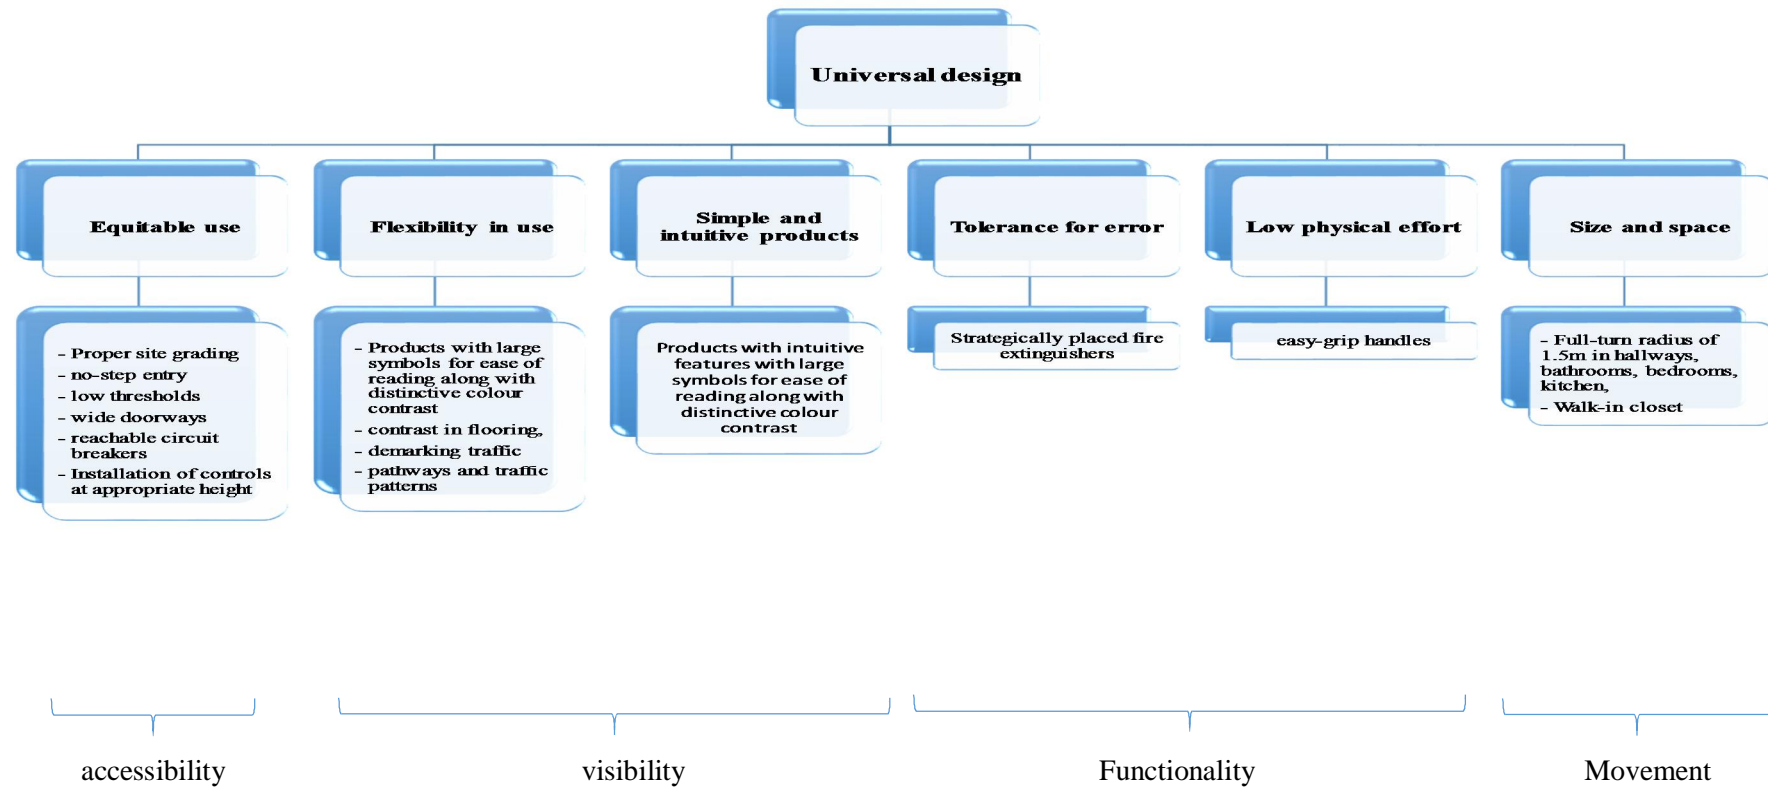 Universal design
Equitable use
Flexibility in use
Simple and
intuitive products
Tolerance for error
Low physical effort
Size and space
- Proper site grading
- no-step entry
- low thresholds
- wide doorways
- reachable circuit
breakers
- Installation of controls
at appropriate height
- Products with large
symbols for ease of
reading along with
distinctive colour
contrast
- contrast in flooring,
- demarking traffic
- pathways and traffic
patterns
Products with intuitive
features with large
symbols for ease of
reading along with
distinctive colour
contrast
Strategically placed fire
extinguishers
easy-grip handles
- Full-turn radius of
1.5m in hallways,
bathrooms, bedrooms,
kitchen,
- Walk-in closet
accessibility
visibility
Functionality
Movement